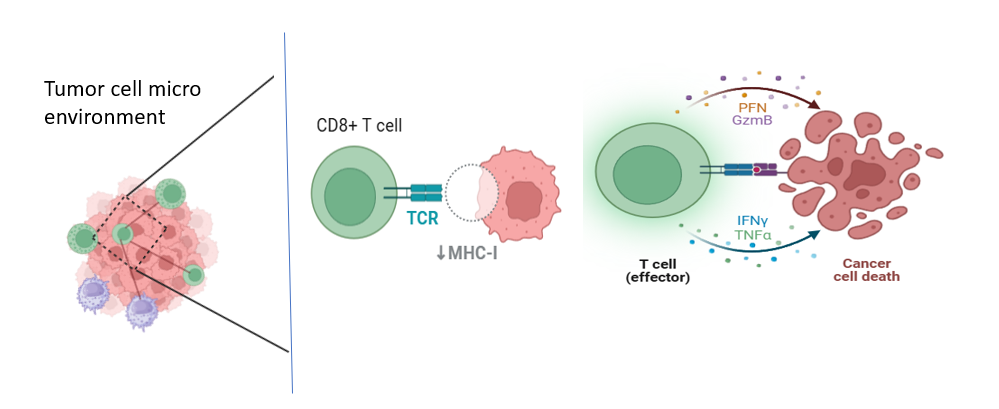 Tumor cell micro
environment
CD8+ T cell
TCR
↓MHC-I
PFN
GzmB
IFNγ
TNFα
T cell
(effector)
Cancer
cell death